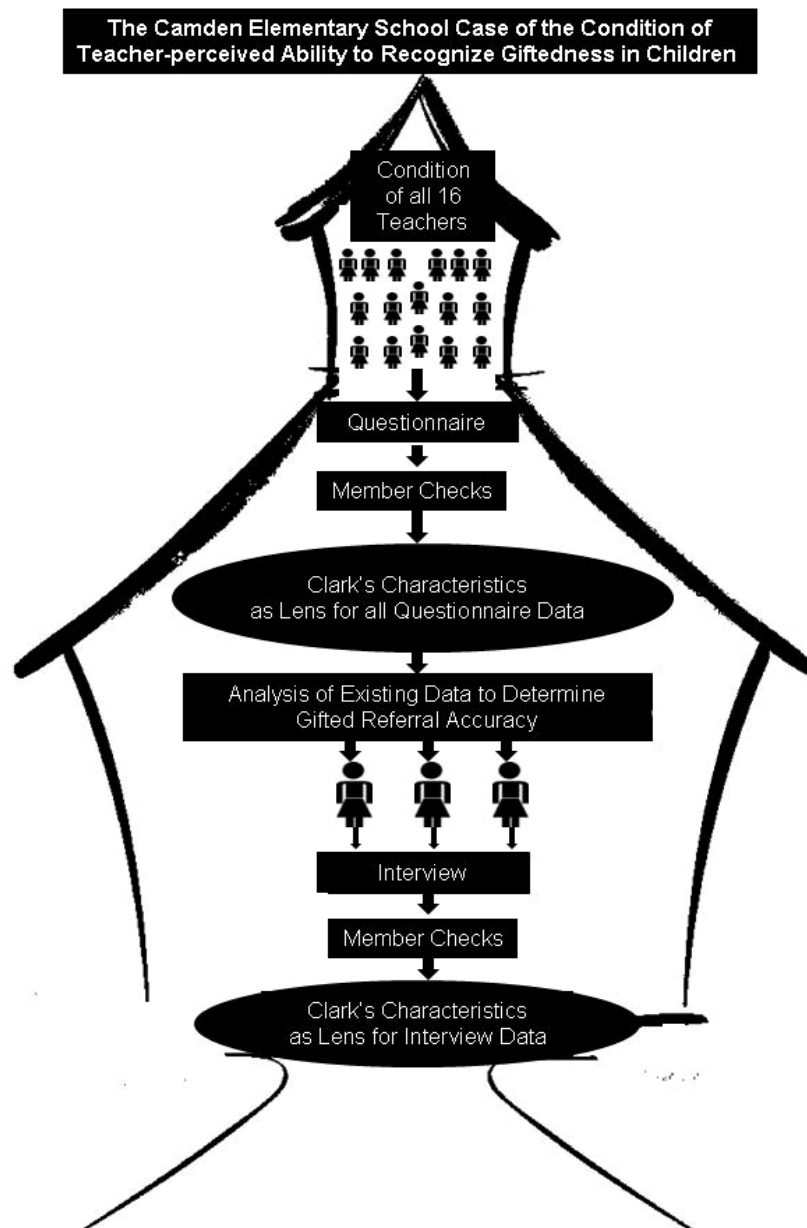 The Camden Elementary School Case of the Condition of
Teacher-perceived Ability to Recognize Giftedness in Children
Condition
of all 16
Teachers
Questionnaire
Member Checks
Clark's Characteristics
as Lens for all Questionnaire Data
Analysis of Existing Data to Determine
Gifted Referral Accuracy
Interview
Member Checks
Clark's Characteristics
as Lens for Interview Data